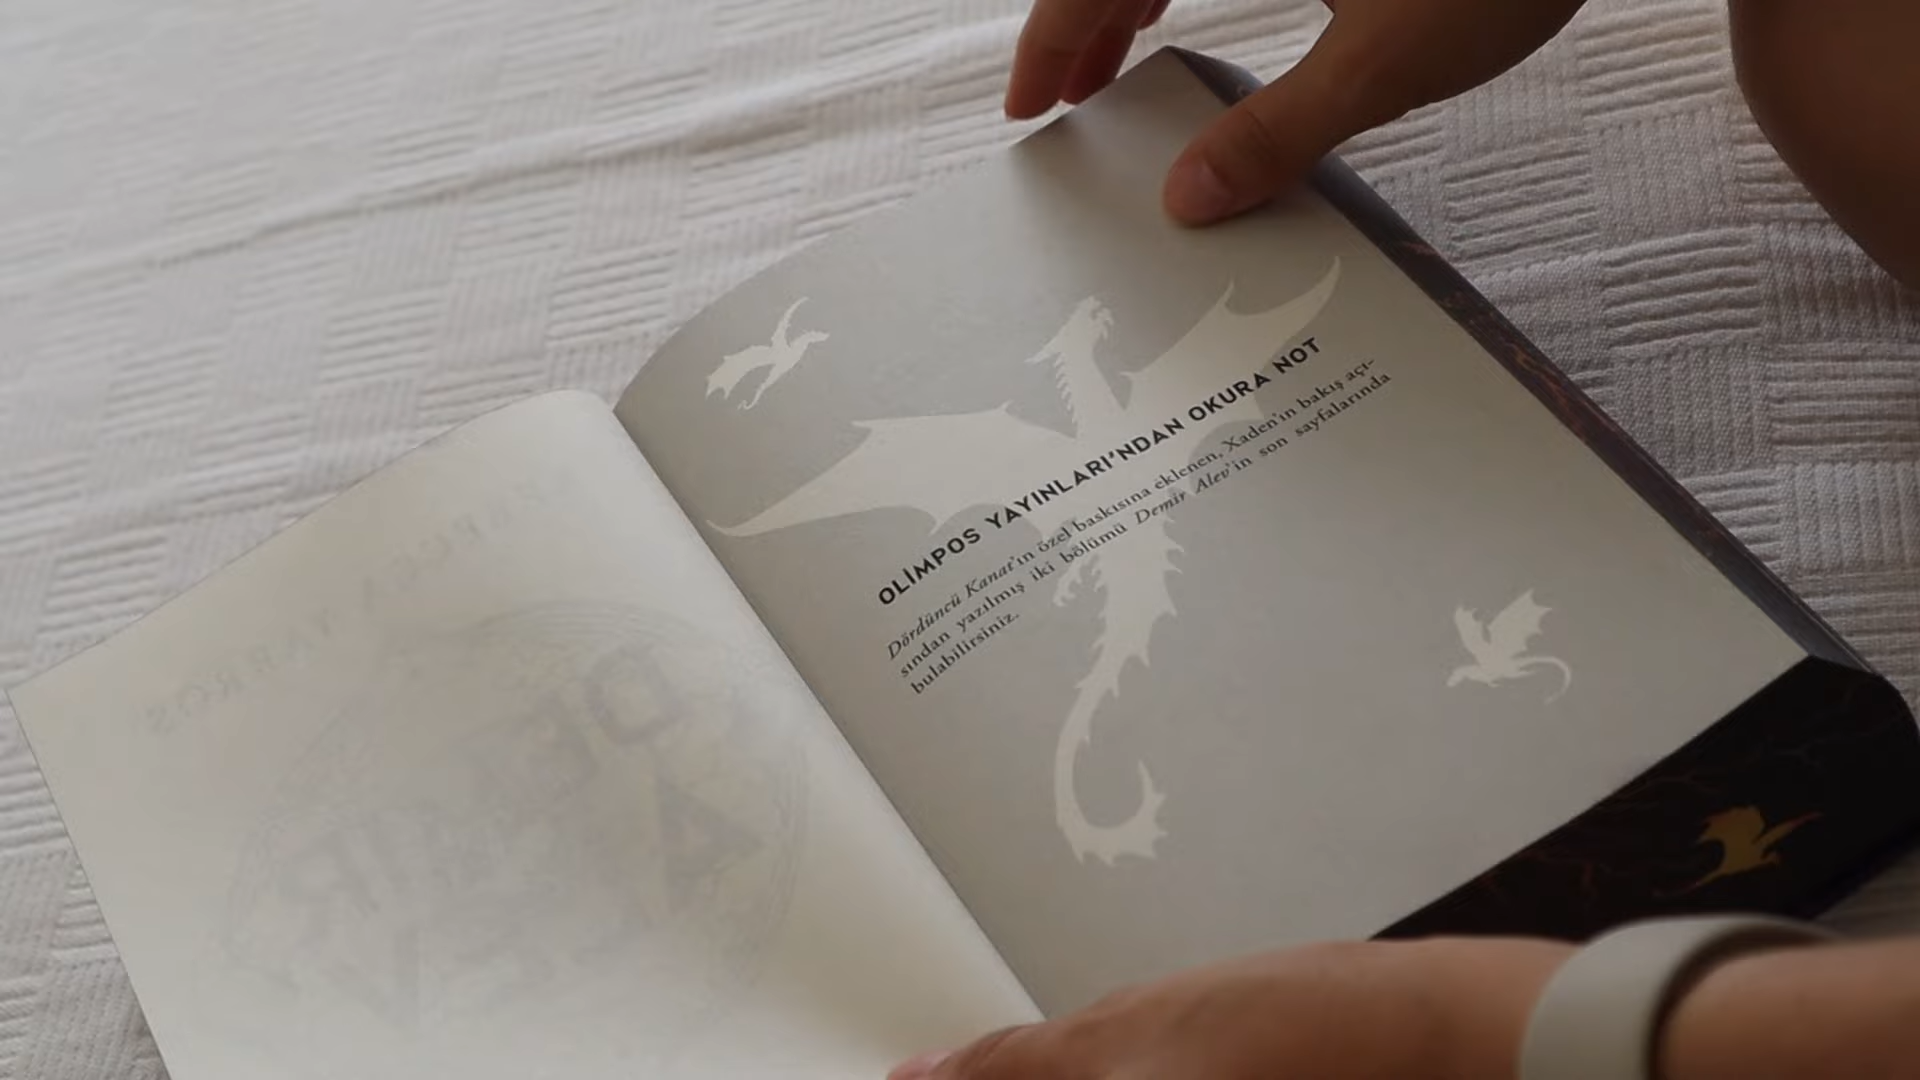 OLİMPOS YAYINLARI'NDAN OKURA NOT
Dördüncü Kanat'ın özel baskısına eklenen, Xaden'ın bakış açı-
sından yazılmış iki bölümü Demir Alev'in son sayfalarında
bulabilirsiniz.